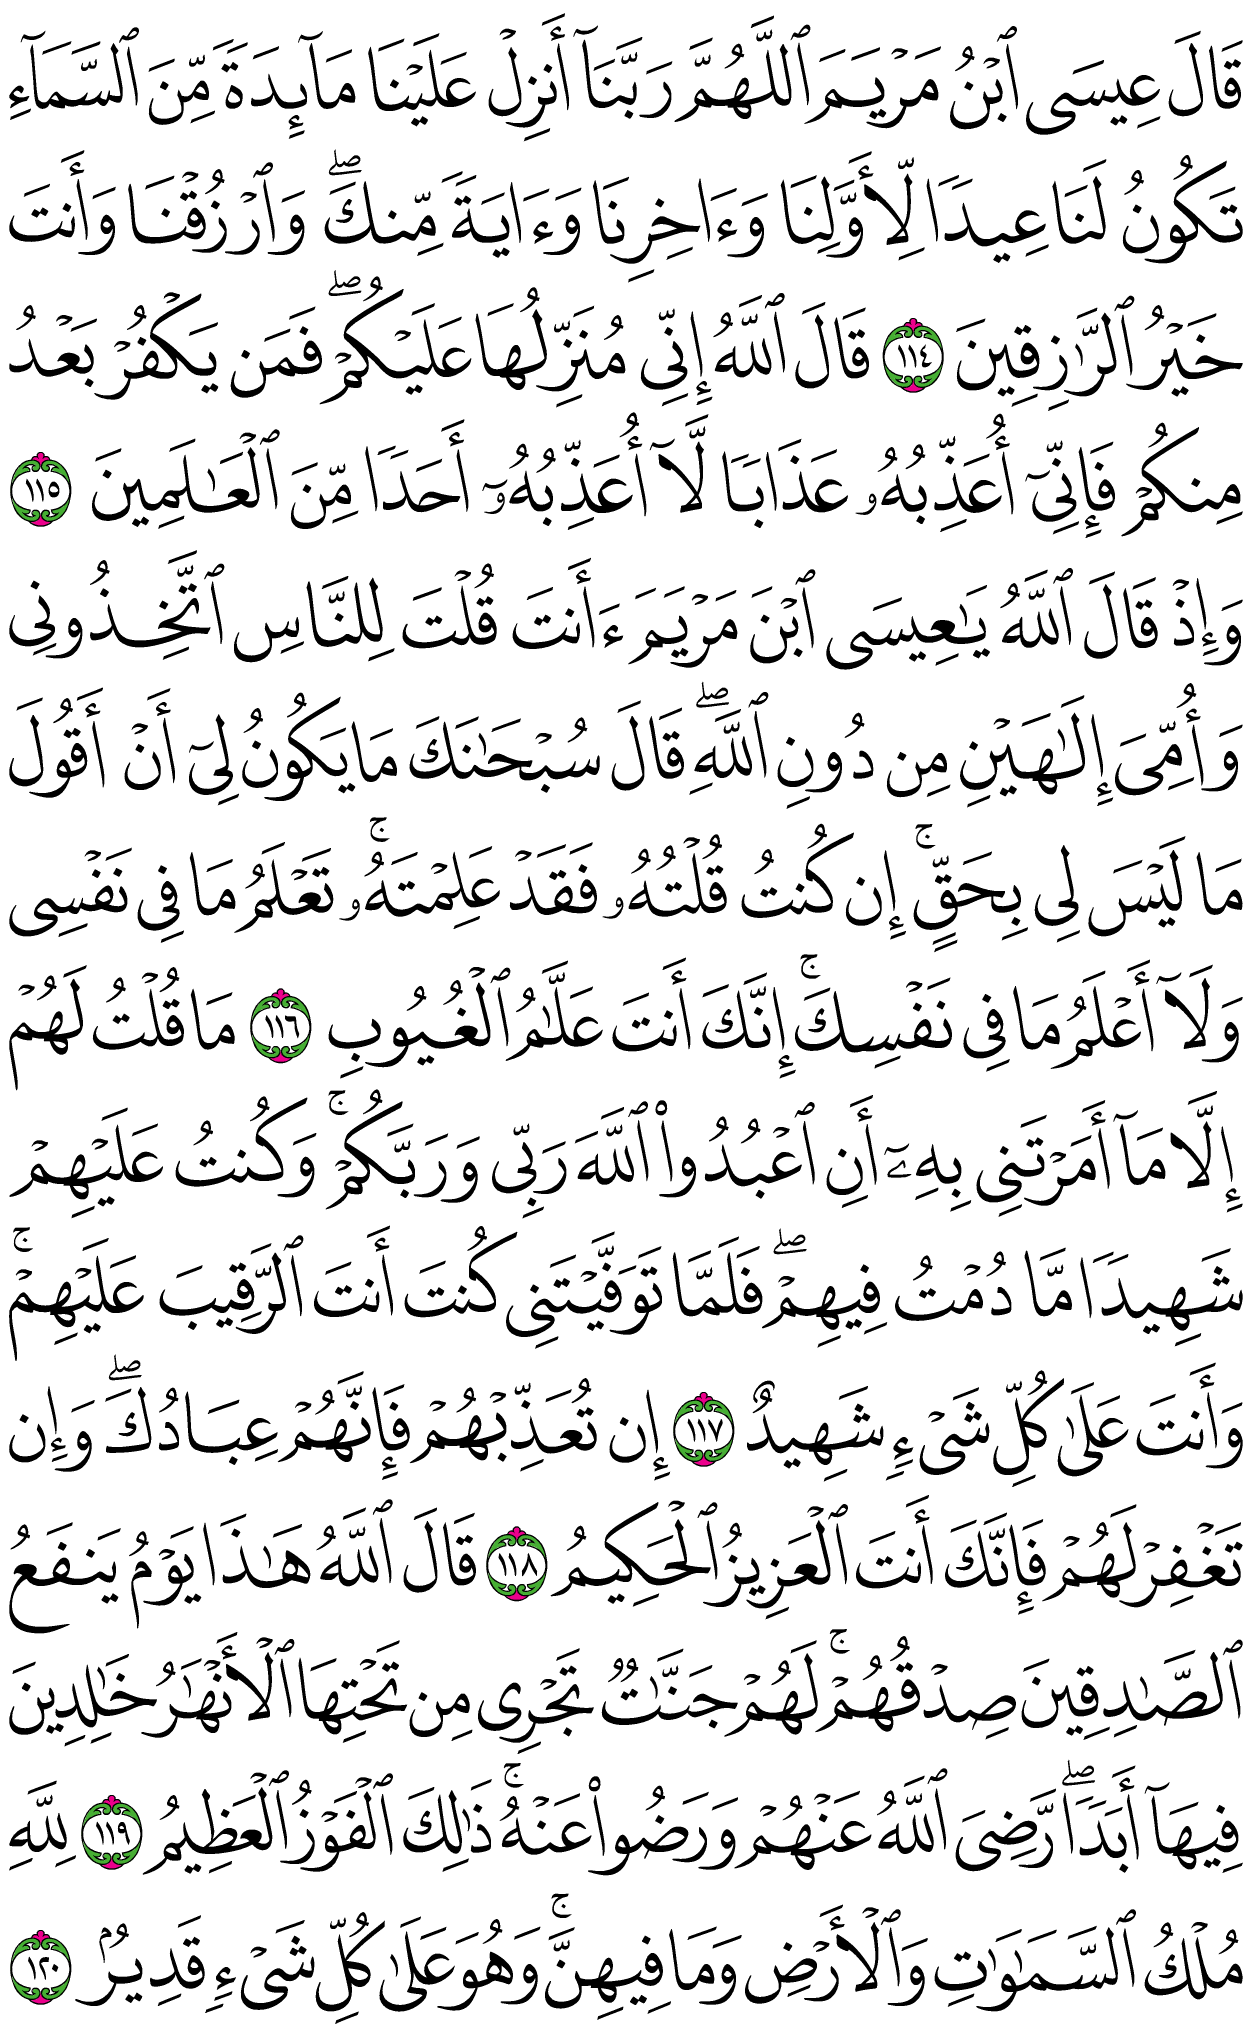 قَالَ عِيسَى ٱبۡنُ مَرۡيَمَ ٱللَّهُمَّ رَبَّنَآ أَنزِلۡ عَلَيۡنَا مَآئِدَةٗ مِّنَ ٱلسَّمَآءِ
تَكُونُ لَنَا عِيدٗا لِّأَوَّلِنَا وَءَاخِرِنَا وَءَايَةٗ مِّنكَۖ وَٱرۡزُقۡنَا وَأَنتَ
خَيۡرُ ٱلرَّٰزِقِينَ ١١٤ قَالَ ٱللَّهُ إِنِّي مُنَزِّلُهَا عَلَيۡكُمۡۖ فَمَن يَكۡفُرۡ بَعۡدُ
مِنكُمۡ فَإِنِّيٓ أُعَذِّبُهُۥ عَذَابٗا لَّآ أُعَذِّبُهُۥٓ أَحَدٗا مِّنَ ٱلۡعَٰلَمِينَ ١١٥
وَإِذۡ قَالَ ٱللَّهُ يَٰعِيسَى ٱبۡنَ مَرۡيَمَ ءَأَنتَ قُلۡتَ لِلنَّاسِ ٱتَّخِذُونِي
وَأُمِّيَ إِلَٰهَيۡنِ مِن دُونِ ٱللَّهِۖ قَالَ سُبۡحَٰنَكَ مَا يَكُونُ لِيٓ أَنۡ أَقُولَ
مَا لَيۡسَ لِي بِحَقٍّۚ إِن كُنتُ قُلۡتُهُۥ فَقَدۡ عَلِمۡتَهُۥۚ تَعۡلَمُ مَا فِي نَفۡسِي
وَلَآ أَعۡلَمُ مَا فِي نَفۡسِكَۚ إِنَّكَ أَنتَ عَلَّٰمُ ٱلۡغُيُوبِ ١١٦ مَا قُلۡتُ لَهُمۡ
إِلَّا مَآ أَمَرۡتَنِي بِهِۦٓ أَنِ ٱعۡبُدُواْ ٱللَّهَ رَبِّي وَرَبَّكُمۡۚ وَكُنتُ عَلَيۡهِمۡ
شَهِيدٗا مَّا دُمۡتُ فِيهِمۡۖ فَلَمَّا تَوَفَّيۡتَنِي كُنتَ أَنتَ ٱلرَّقِيبَ عَلَيۡهِمۡۚ
وَأَنتَ عَلَىٰ كُلِّ شَيۡءٖ شَهِيدٌ ١١٧ إِن تُعَذِّبۡهُمۡ فَإِنَّهُمۡ عِبَادُكَۖ وَإِن
تَغۡفِرۡ لَهُمۡ فَإِنَّكَ أَنتَ ٱلۡعَزِيزُ ٱلۡحَكِيمُ ١١٨ قَالَ ٱللَّهُ هَٰذَا يَوۡمُ يَنفَعُ
ٱلصَّٰدِقِينَ صِدۡقُهُمۡۚ لَهُمۡ جَنَّٰتٞ تَجۡرِي مِن تَحۡتِهَا ٱلۡأَنۡهَٰرُ خَٰلِدِينَ
فِيهَآ أَبَدٗاۖ رَّضِيَ ٱللَّهُ عَنۡهُمۡ وَرَضُواْ عَنۡهُۚ ذَٰلِكَ ٱلۡفَوۡزُ ٱلۡعَظِيمُ ١١٩ لِلَّهِ
مُلۡكُ ٱلسَّمَٰوَٰتِ وَٱلۡأَرۡضِ وَمَا فِيهِنَّۚ وَهُوَ عَلَىٰ كُلِّ شَيۡءٖ قَدِيرُۢ ١٢٠